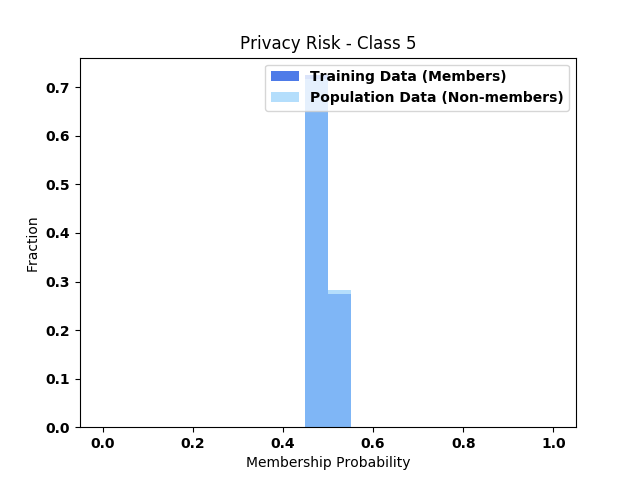 Privacy Risk - Class 5
Training Data (Members)
Population Data (Non-members)
0.7
0.6
0.5
0.4
0.3
0.2
0.1
0.0
Fraction
0.0 0.2 0.4 0.6 0.8 1.0
Membership Probability